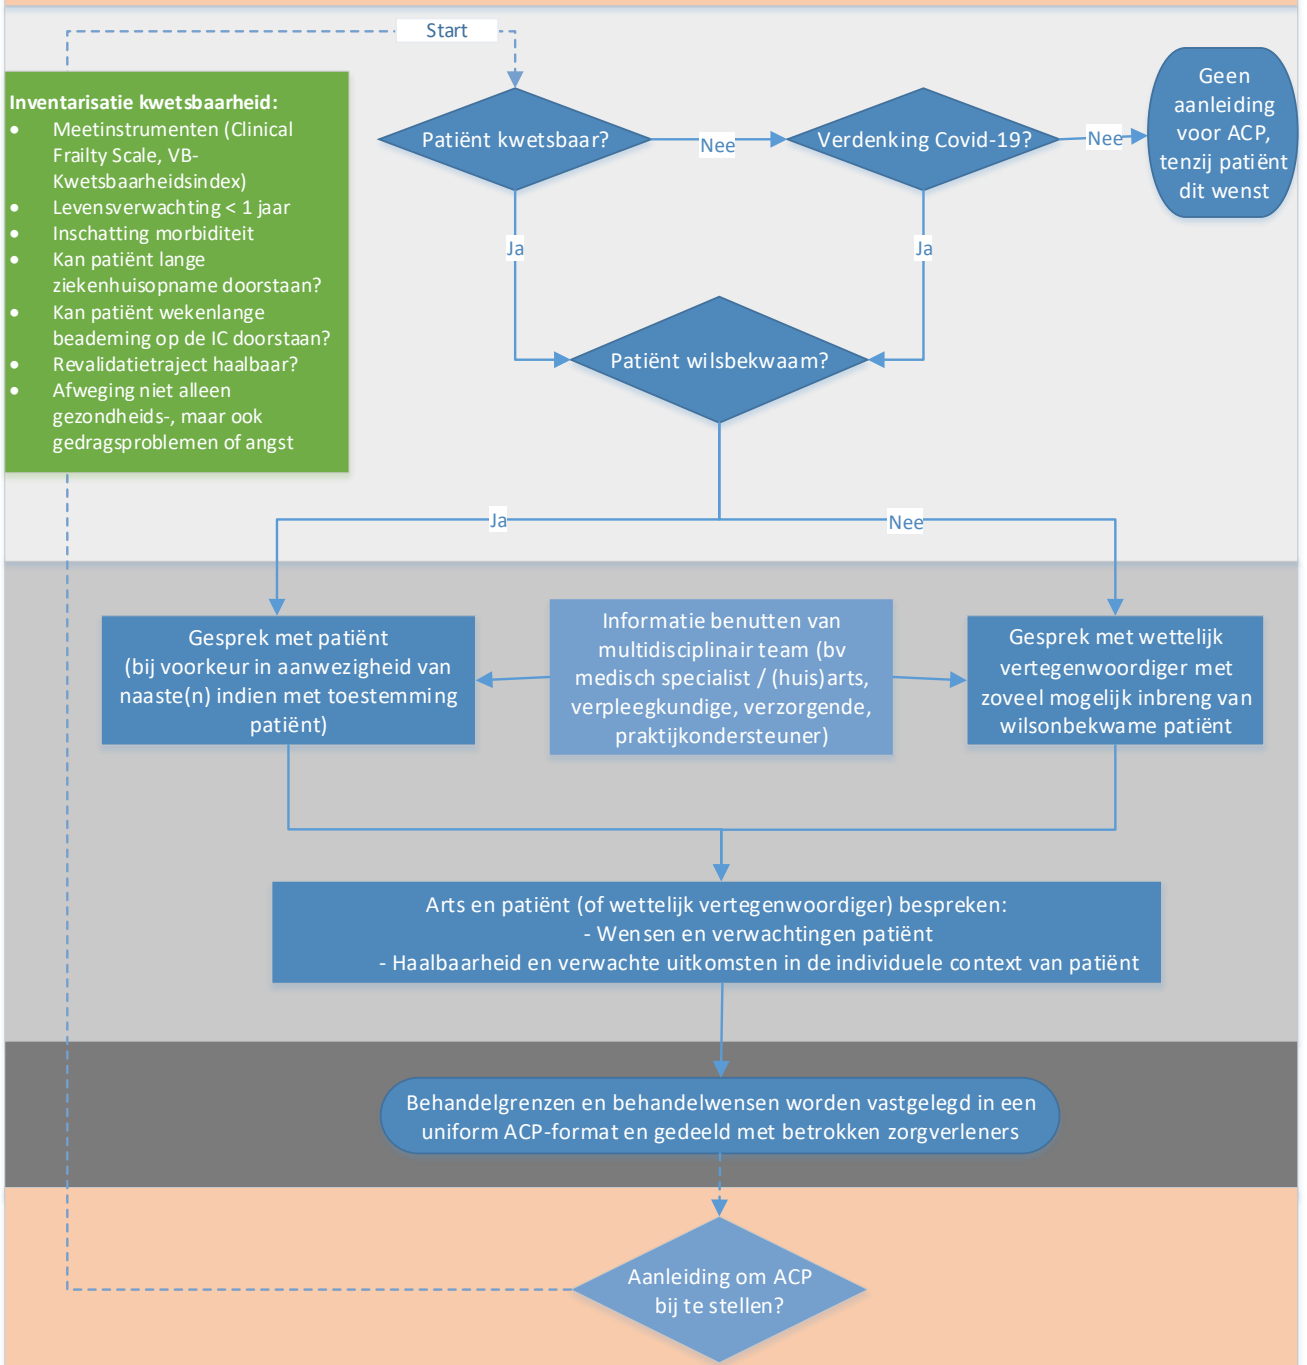 Start
Inventarisatie kwetsbaarheid:
• Meetinstrumenten (Clinical
Frailty Scale, VB-
Kwetsbaarheidsindex)
• Levensverwachting < 1 jaar
• Inschatting morbiditeit
• Kan patiënt lange
ziekenhuisopname doorstaan?
• Kan patiënt wekenlange
beademing op de IC doorstaan?
• Revalidatietraject haalbaar?
• Afweging niet alleen
gezondheids-, maar ook
gedragsproblemen of angst
Patiënt kwetsbaar?
Nee
Verdenking Covid-19?
Nee
Geen
aanleiding
voor ACP,
tenzij patiënt
dit wenst
Ja
Ja
Patiënt wilsbekwaam?
Ja
Nee
Gesprek met patiënt
(bij voorkeur in aanwezigheid van
naaste(n) indien met toestemming
patiënt)
Informatie benutten van
multidisciplinair team (bv
medisch specialist / (huis)arts,
verpleegkundige, verzorgende,
praktijkondersteuner)
Gesprek met wettelijk
vertegenwoordiger met
zoveel mogelijk inbreng van
wilsonbekwame patiënt
Arts en patiënt (of wettelijk vertegenwoordiger) bespreken:
- Wensen en verwachtingen patiënt
- Haalbaarheid en verwachte uitkomsten in de individuele context van patiënt
Behandelgrenzen en behandelwensen worden vastgelegd in een
uniform ACP-format en gedeeld met betrokken zorgverleners
Aanleiding om ACP
bij te stellen?